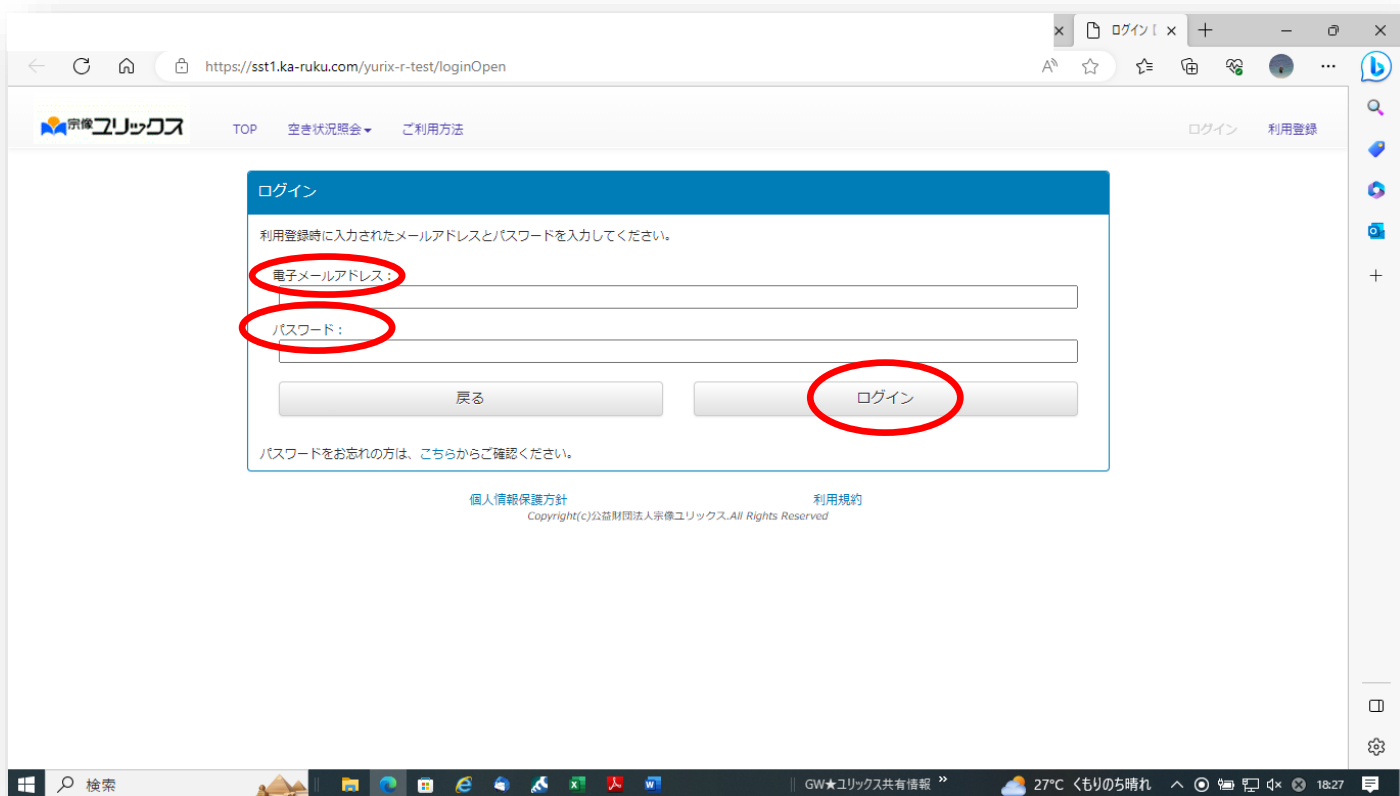 ログイン [
https://sst1.ka-ruku.com/yurix-r-test/loginOpen
宗像ユリックス
TOP 空き状況照会▼ ご利用方法 ログイン 利用登録
ログイン
利用登録時に入力されたメールアドレスとパスワードを入力してください。
電子メールアドレス：
パスワード：
戻る ログイン
パスワードをお忘れの方は、こちらからご確認ください。
個人情報保護方針 利用規約
Copyright(c)公益財団法人宗像ユリックス.All Rights Reserved
検索 GW★ユリックス共有情報 » 27°C くもりのち晴れ 18:27